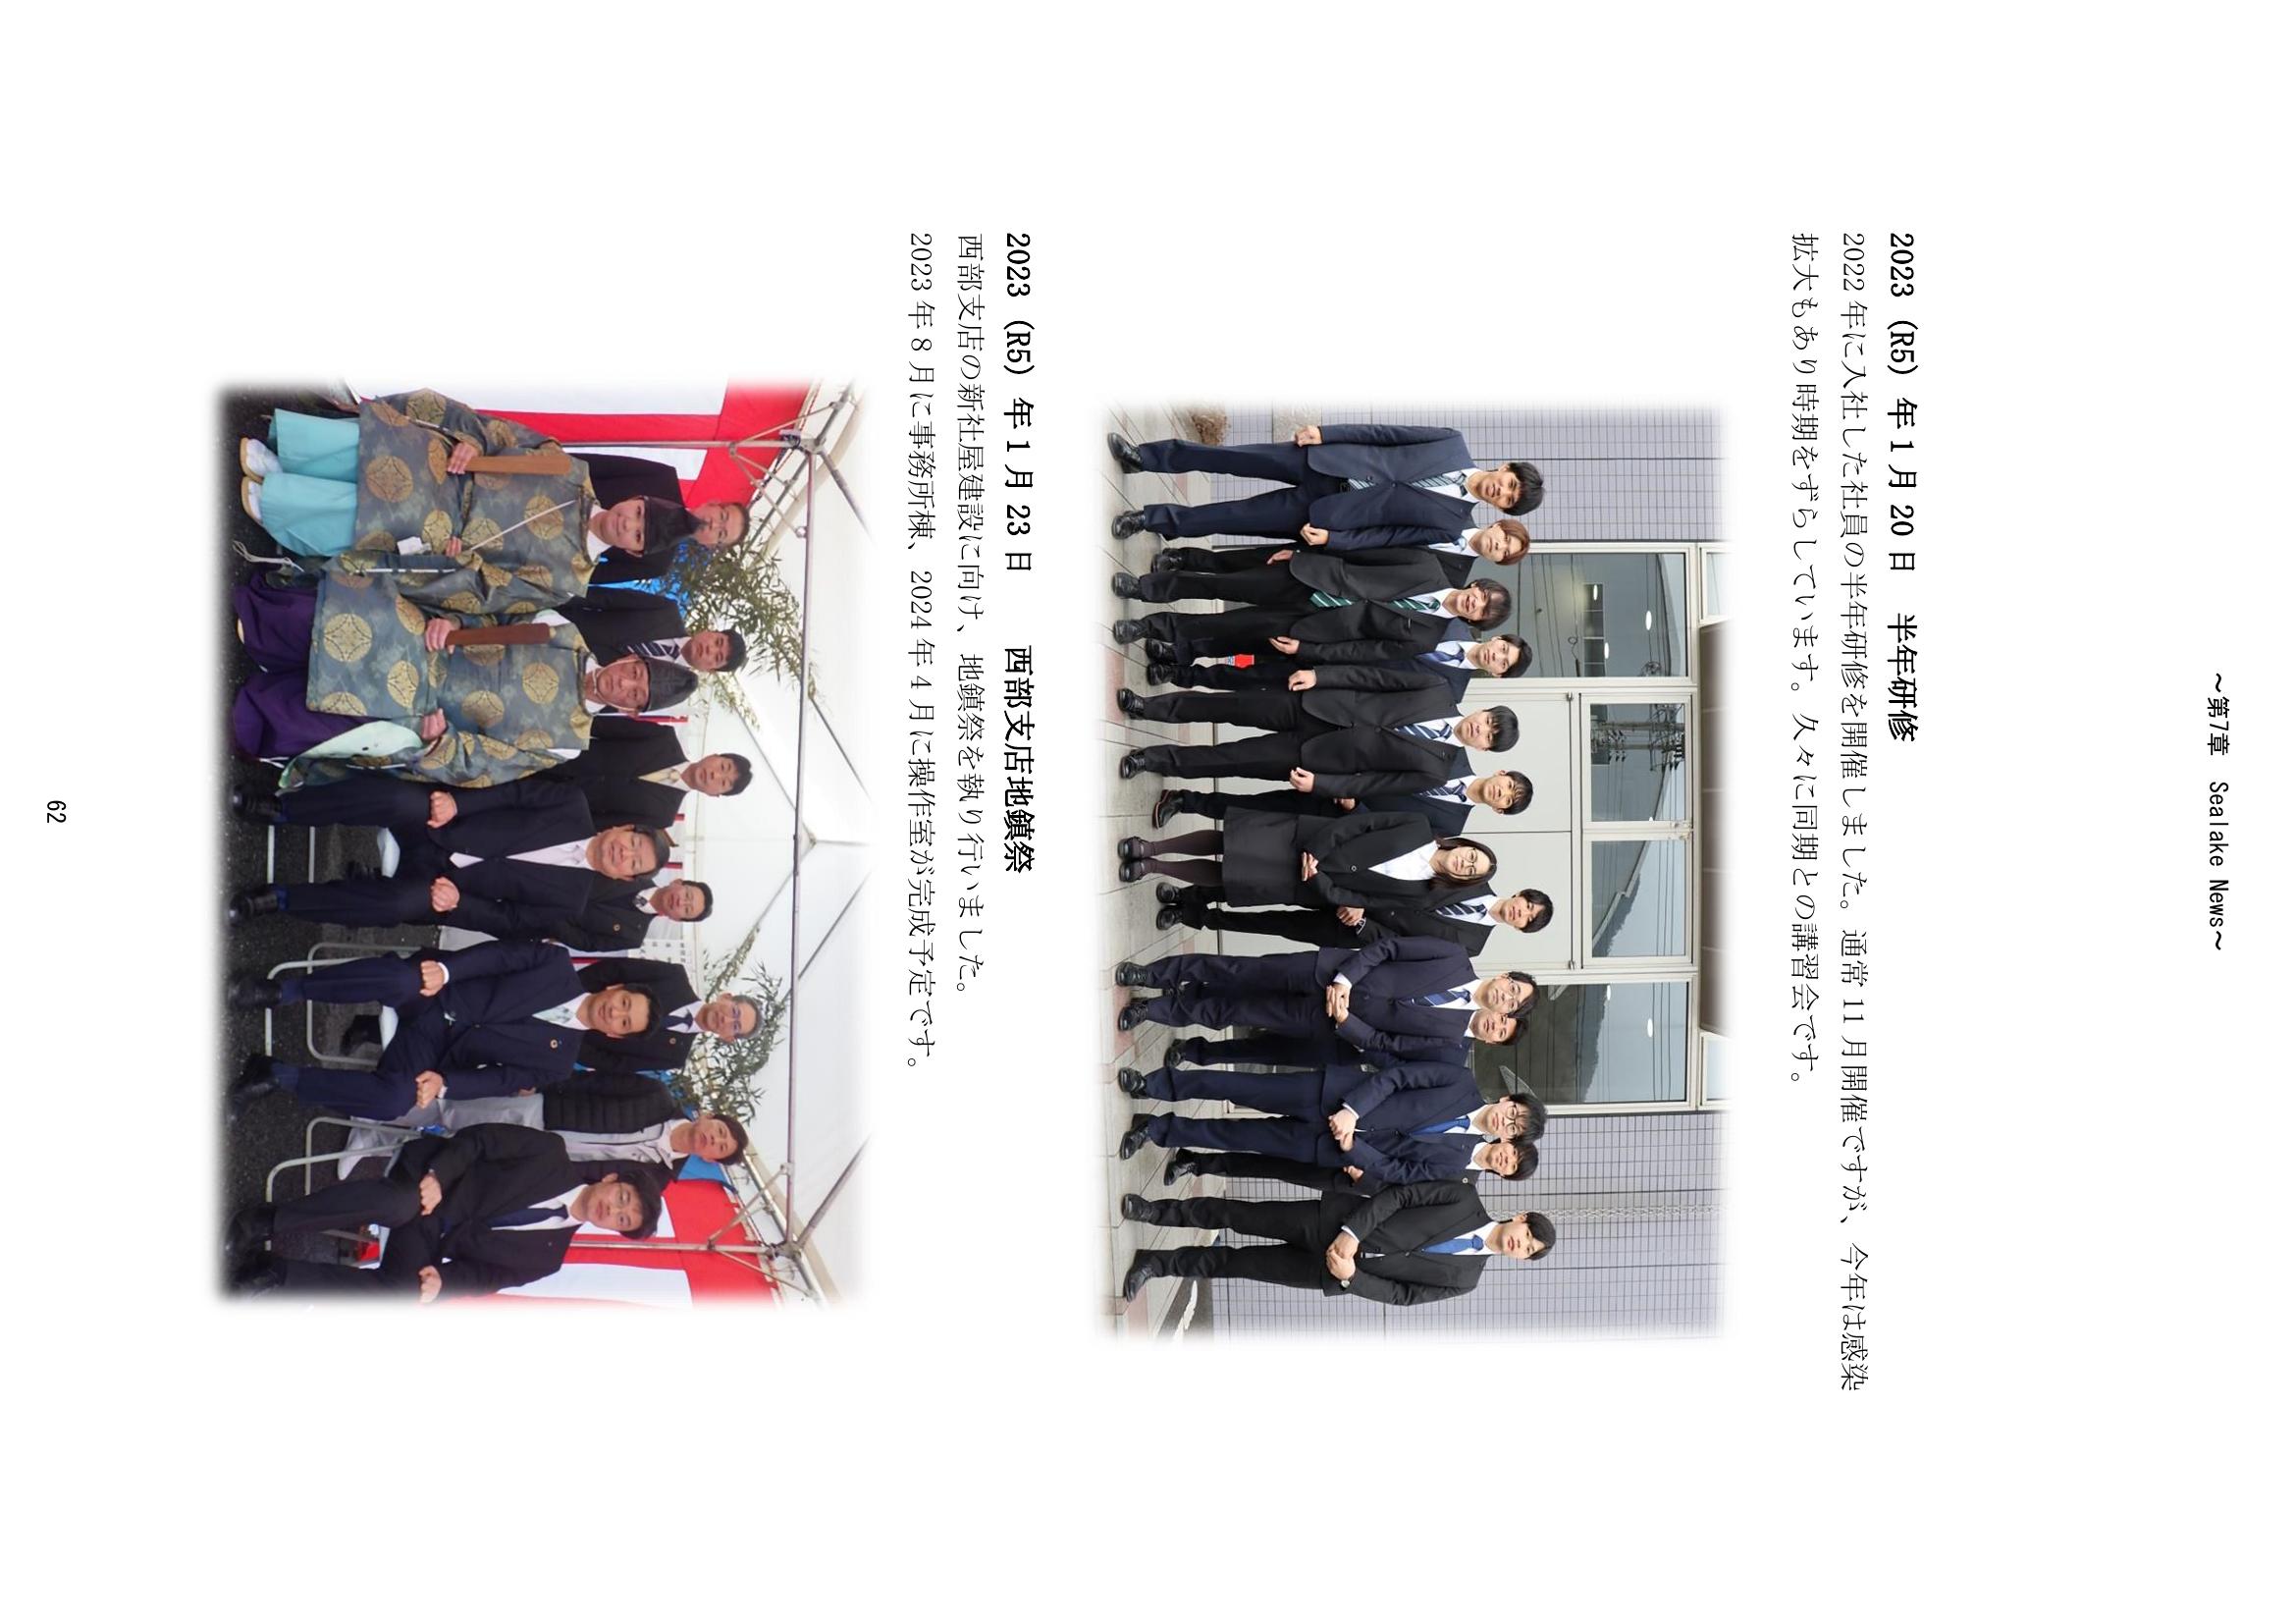 ～第7章　Sealake News～
2023（R5）年1月20日　半年研修
2022年に入社した社員の半年研修を開催しました。通常11月開催ですが、今年は感染
拡大もあり時期をずらしています。久々に同期との講習会です。
2023（R5）年1月23日　　西部支店地鎮祭
西部支店の新社屋建設に向け、地鎮祭を執り行いました。
2023年8月に事務所棟、2024年4月に操作室が完成予定です。
62